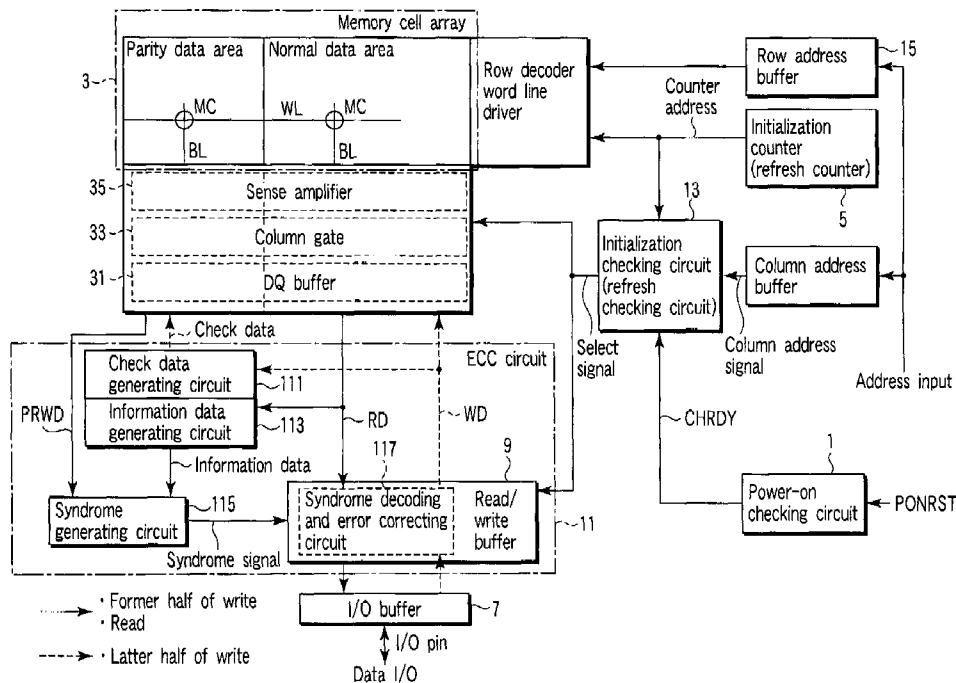 Memory cell array
Parity data area
Normal data area
3
MC
WL
MC
BL
BL
Row decoder
word line
driver
Counter
address
Row address
buffer
15
Initialization
counter
(refresh counter)
5
35
Sense amplifier
33
Column gate
31
DQ buffer
13
Initialization
checking circuit
(refresh
checking circuit)
Column address
buffer
Select
signal
Column address
signal
Address input
Check data
ECC circuit
Check data
generating circuit
111
Information data
generating circuit
113
PRWD
RD
WD
CHRDY
Information data
117
9
1
Syndrome
generating circuit
115
Syndrome signal
Syndrome decoding
and error correcting
circuit
Read/
write
buffer
11
Power-on
checking circuit
PONRST
· Former half of write
· Read
· Latter half of write
I/O buffer
7
I/O pin
Data I/O